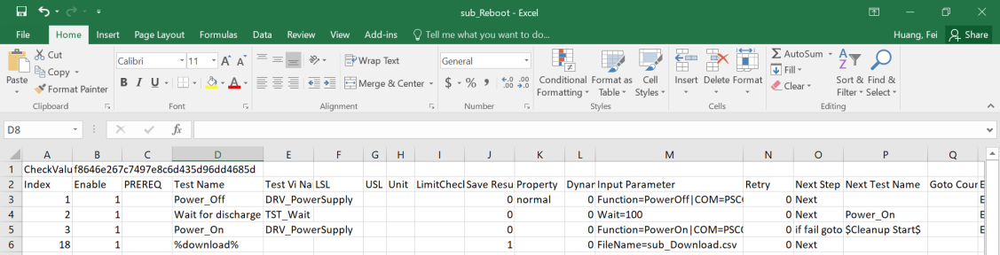 sub_Reboot - Excel
File Home Insert Page Layout Formulas Data Review View Add-ins Tell me what you want to do... Huang, Fei Share
Cut
Copy
Format Painter
Paste
Clipboard
Calibri 11 A A
B I U A
Font
Wrap Text
Merge & Center
Alignment
General
$ % , .0 .00
Number
Conditional Formatting
Format as Table
Cell Styles
Styles
Insert Delete Format
Cells
AutoSum
Fill
Clear
Sort & Filter
Find & Select
Editing
D8 fx
A B C D E F G H I J K L M N O P Q
1 CheckValu f8646e267c7497e8c6d435d96dd4685d
2 Index Enable PREREQ Test Name Test Vi Na LSL USL Unit LimitChecl Save Resu Property Dynar Input Parameter Retry Next Step Next Test Name Goto Cour E
3 1 1 Power_Off DRV_PowerSupply 0 normal 0 Function=PowerOff|COM=PSC 0 Next E
4 2 1 Wait for discharge TST_Wait 0 0 Wait=100 0 Next Power_On E
5 3 1 Power_On DRV_PowerSupply 0 0 Function=PowerOn|COM=PSC 0 if fail goto $Cleanup Start$ E
6 18 1 %download% 1 0 FileName=sub_Download.csv 0 Next